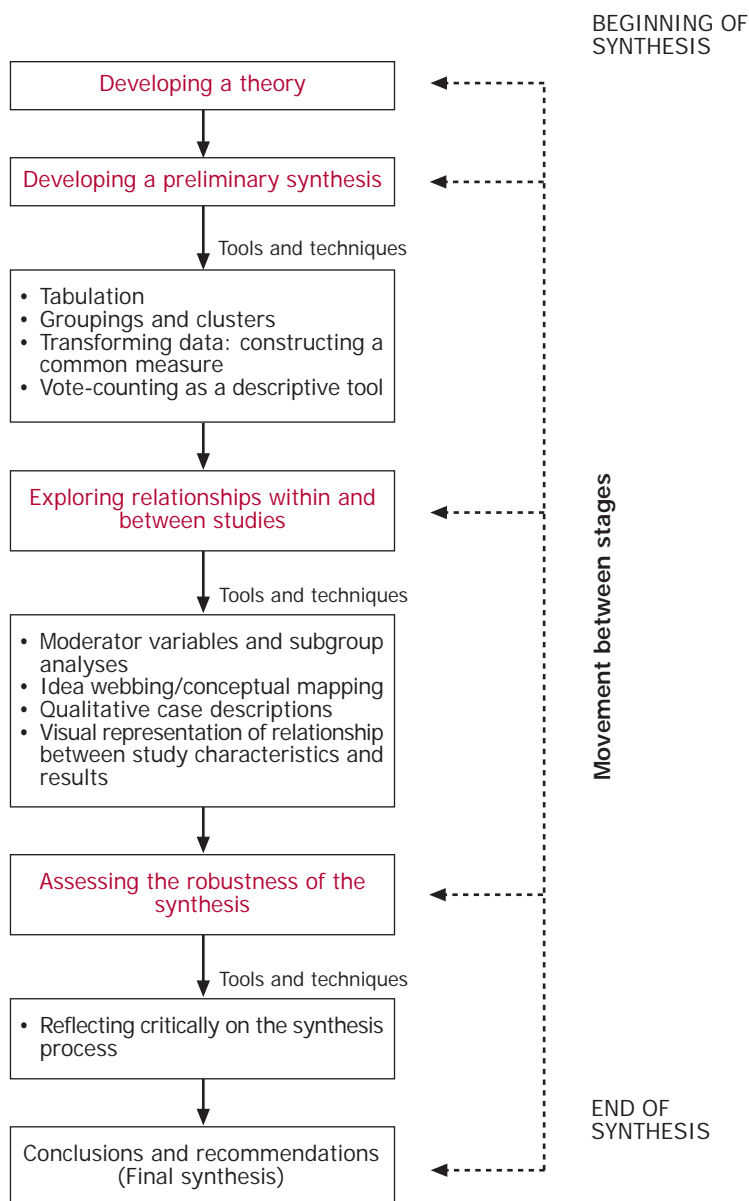 BEGINNING OF
SYNTHESIS
Developing a theory
Developing a preliminary synthesis
Tools and techniques
• Tabulation
• Groupings and clusters
• Transforming data: constructing a
common measure
• Vote-counting as a descriptive tool
Exploring relationships within and
between studies
Tools and techniques
• Moderator variables and subgroup
analyses
• Idea webbing/conceptual mapping
• Qualitative case descriptions
• Visual representation of relationship
between study characteristics and
results
Movement between stages
Assessing the robustness of the
synthesis
Tools and techniques
• Reflecting critically on the synthesis
process
END OF
SYNTHESIS
Conclusions and recommendations
(Final synthesis)